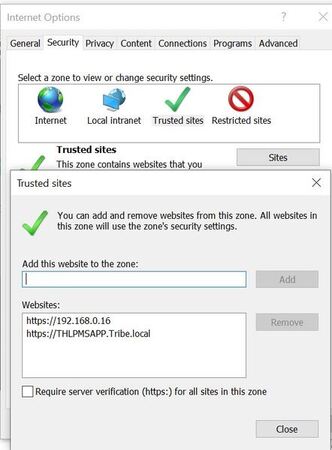 Internet Options
?
General Security Privacy Content Connections Programs Advanced
Select a zone to view or change security settings.
Internet Local intranet Trusted sites Restricted sites
Trusted sites
This zone contains websites that you
Sites
Trusted sites
You can add and remove websites from this zone. All websites in
this zone will use the zone's security settings.
Add this website to the zone:
Add
Websites:
https://192.168.0.16
https://THLPMSAPP.Tribe.local
Remove
Require server verification (https:) for all sites in this zone
Close